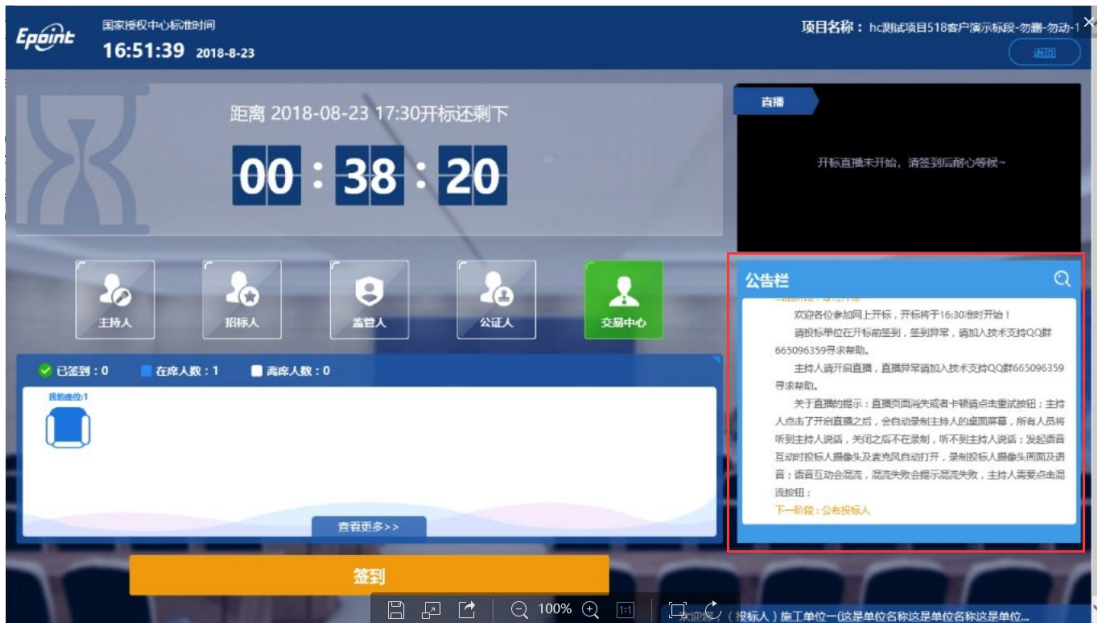 Epoint
国家授权中心标准时间
16:51:39 2018-8-23
项目名称：hc测试项目518客户演示标段-勿删-勿动-1
返回
距离 2018-08-23 17:30开标还剩下
00 : 38 : 20
直播
开标直播未开始，请签到后耐心等候~
主持人
招标人
监管人
公证人
交易中心
公告栏
欢迎各位参加网上开标，开标将于16:30准时开始！
请投标单位在开标前签到，签到异常，请加入技术支持QQ群
665096359寻求帮助。
主持人请开启直播，直播异常请加入技术支持QQ群665096359
寻求帮助。
关于直播的提示：直播页面消失或者卡顿请点击重试按钮；主持
人点击了开启直播之后，会自动录制主持人的桌面屏幕，所有人员将
听到主持人说话，关闭之后不在录制，听不到主持人说话；发起语音
互动时投标人摄像头及麦克风自动打开，录制投标人摄像头画面及语
音；语音互动会混流，混流失败会提示混流失败，主持人需要点击混
流按钮；
下一阶段：公布投标人
已签到：0 在席人数：1 离席人数：0
我的座位:1
查看更多>>
签到
100%
1:1
（投标人）施工单位一(这是单位名称这是单位名称这是单位...